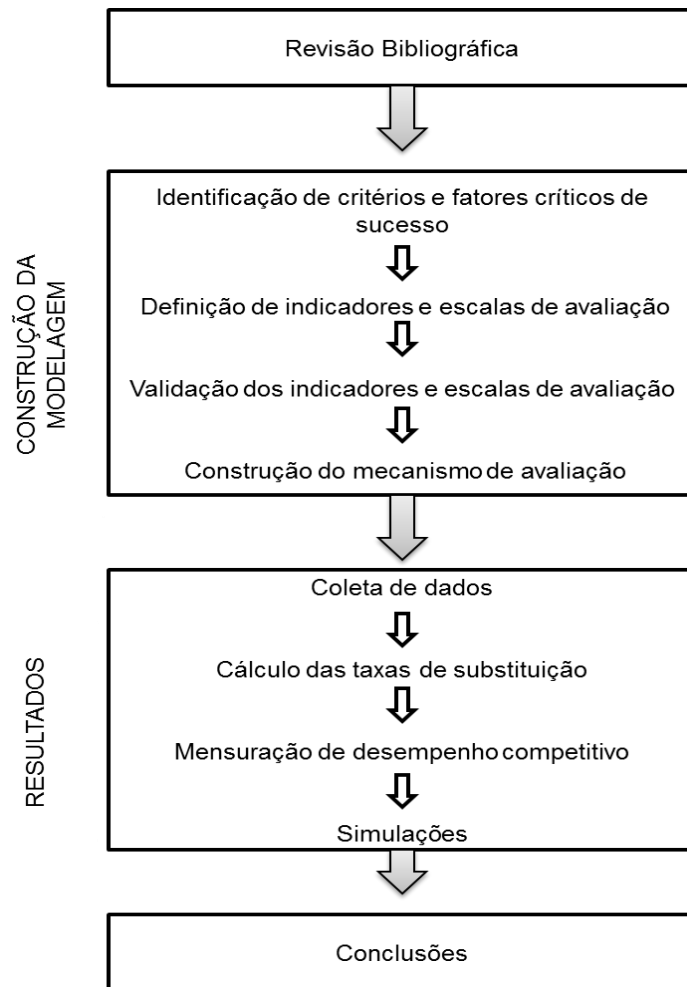 Revisão Bibliográfica
CONSTRUÇÃO DA
MODELAGEM
Identificação de critérios e fatores críticos de
sucesso
Definição de indicadores e escalas de avaliação
Validação dos indicadores e escalas de avaliação
Construção do mecanismo de avaliação
RESULTADOS
Coleta de dados
Cálculo das taxas de substituição
Mensuração de desempenho competitivo
Simulações
Conclusões